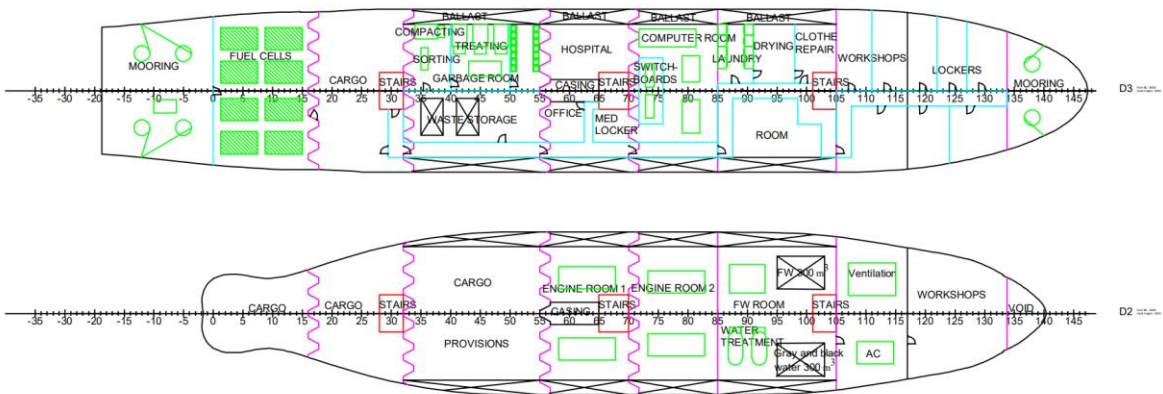 BALLAST BALLAST BALLAST BALLAST
COMPACTING
TREATING
COMPUTER ROOM
DRYING
CLOTHE
REPAIR
MOORING
FUEL CELLS
SORTING
HOSPITAL
LAUNDRY
WORKSHOPS
SWITCH-
BOARDS
LOCKERS
CARGO
STAIRS
GARBAGE ROOM
CASING
STAIRS
STAIRS
MOORING
-35 -30 -25 -20 -15 -10 -5 0 5 10 15 20 25 30 35 40 45 50 55 60 65 70 75 80 85 90 95 100 105 110 115 120 125 130 135 140 145
D3
OFFICE
WASTE STORAGE
MED
LOCKER
ROOM
CARGO
FW 300 m³
Ventilation
ENGINE ROOM 1
ENGINE ROOM 2
WORKSHOPS
CARGO
CARGO
STAIRS
CASING
STAIRS
FW ROOM
STAIRS
VOID
-35 -30 -25 -20 -15 -10 -5 0 5 10 15 20 25 30 35 40 45 50 55 60 65 70 75 80 85 90 95 100 105 110 115 120 125 130 135 140 145
D2
PROVISIONS
WATER
TREATMENT
Gray and black
water 300 m³
AC